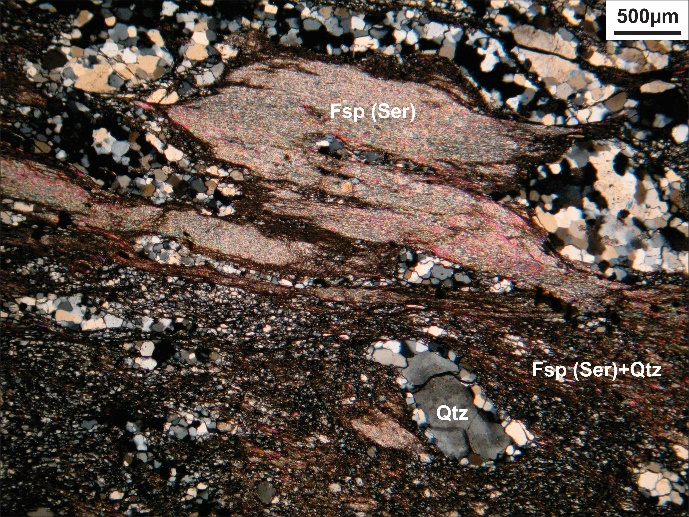 500µm
Fsp (Ser)
Fsp (Ser)+Qtz
Qtz